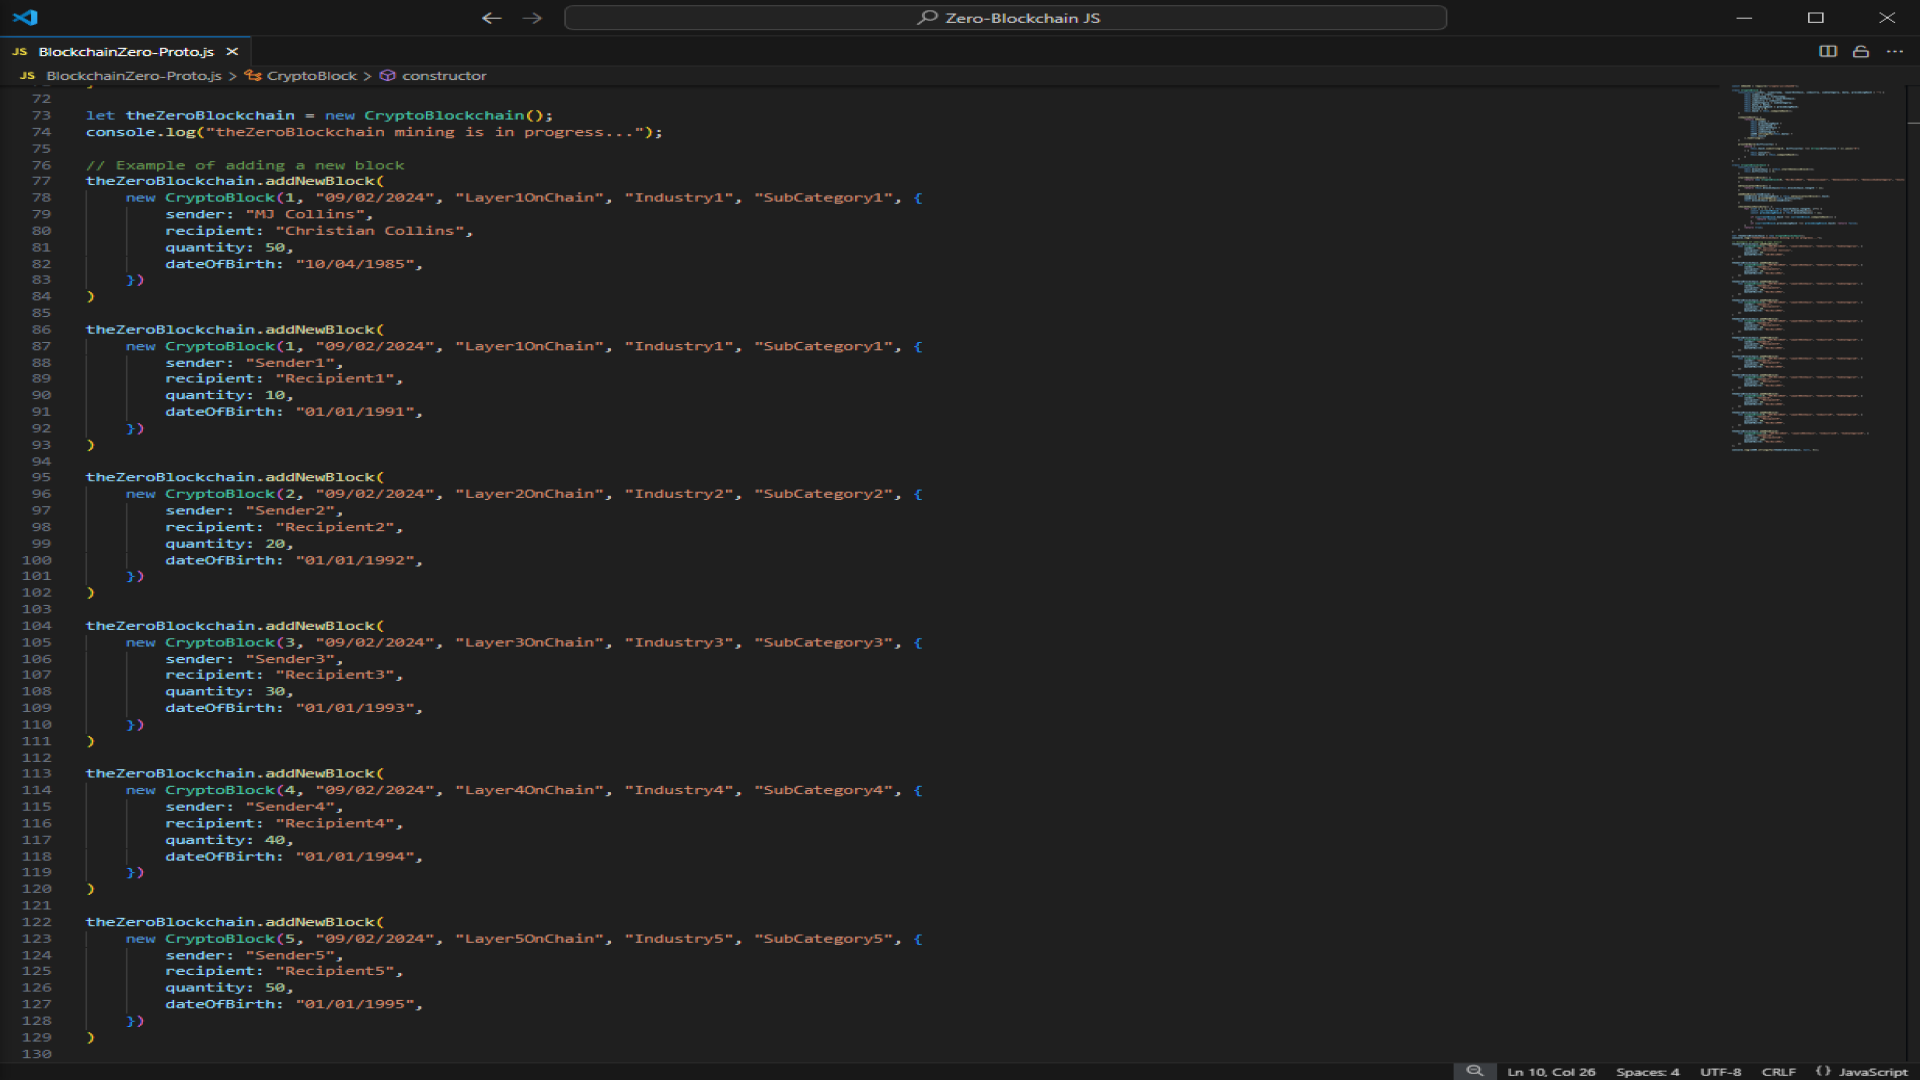 Zero-Blockchain JS
JS BlockchainZero-Proto.js
JS BlockchainZero-Proto.js > CryptoBlock > constructor
72
73 let theZeroBlockchain = new CryptoBlockchain();
74 console.log("theZeroBlockchain mining is in progress...");
75
76 // Example of adding a new block
77 theZeroBlockchain.addNewBlock(
78 new CryptoBlock(1, "09/02/2024", "Layer1OnChain", "Industry1", "SubCategory1", {
79 sender: "MJ Collins",
80 recipient: "Christian Collins",
81 quantity: 50,
82 dateOfBirth: "10/04/1985",
83 })
84 )
85
86 theZeroBlockchain.addNewBlock(
87 new CryptoBlock(1, "09/02/2024", "Layer1OnChain", "Industry1", "SubCategory1", {
88 sender: "Sender1",
89 recipient: "Recipient1",
90 quantity: 10,
91 dateOfBirth: "01/01/1991",
92 })
93 )
94
95 theZeroBlockchain.addNewBlock(
96 new CryptoBlock(2, "09/02/2024", "Layer2OnChain", "Industry2", "SubCategory2", {
97 sender: "Sender2",
98 recipient: "Recipient2",
99 quantity: 20,
100 dateOfBirth: "01/01/1992",
101 })
102 )
103
104 theZeroBlockchain.addNewBlock(
105 new CryptoBlock(3, "09/02/2024", "Layer3OnChain", "Industry3", "SubCategory3", {
106 sender: "Sender3",
107 recipient: "Recipient3",
108 quantity: 30,
109 dateOfBirth: "01/01/1993",
110 })
111 )
112
113 theZeroBlockchain.addNewBlock(
114 new CryptoBlock(4, "09/02/2024", "Layer4OnChain", "Industry4", "SubCategory4", {
115 sender: "Sender4",
116 recipient: "Recipient4",
117 quantity: 40,
118 dateOfBirth: "01/01/1994",
119 })
120 )
121
122 theZeroBlockchain.addNewBlock(
123 new CryptoBlock(5, "09/02/2024", "Layer5OnChain", "Industry5", "SubCategory5", {
124 sender: "Sender5",
125 recipient: "Recipient5",
126 quantity: 50,
127 dateOfBirth: "01/01/1995",
128 })
129 )
130
Ln 10, Col 26 Spaces: 4 UTF-8 CRLF {} JavaScript